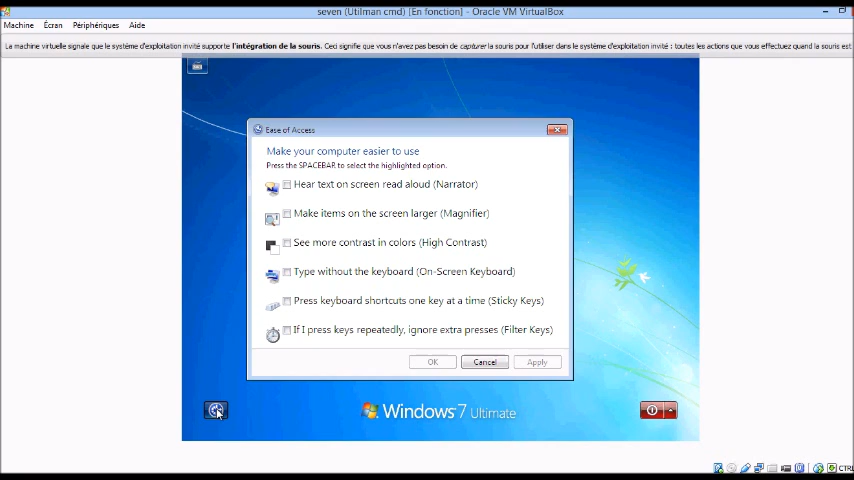 seven (Utilman cmd) [En fonction] - Oracle VM VirtualBox
Machine Écran Périphériques Aide
La machine virtuelle signale que le système d'exploitation invité supporte l'intégration de la souris. Ceci signifie que vous n'avez pas besoin de capturer la souris pour l'utiliser dans le système d'exploitation invité : toutes les actions que vous effectuez quand la souris est
Ease of Access
Make your computer easier to use
Press the SPACEBAR to select the highlighted option.
Hear text on screen read aloud (Narrator)
Make items on the screen larger (Magnifier)
See more contrast in colors (High Contrast)
Type without the keyboard (On-Screen Keyboard)
Press keyboard shortcuts one key at a time (Sticky Keys)
If I press keys repeatedly, ignore extra presses (Filter Keys)
OK Cancel Apply
Windows 7 Ultimate
CTRL